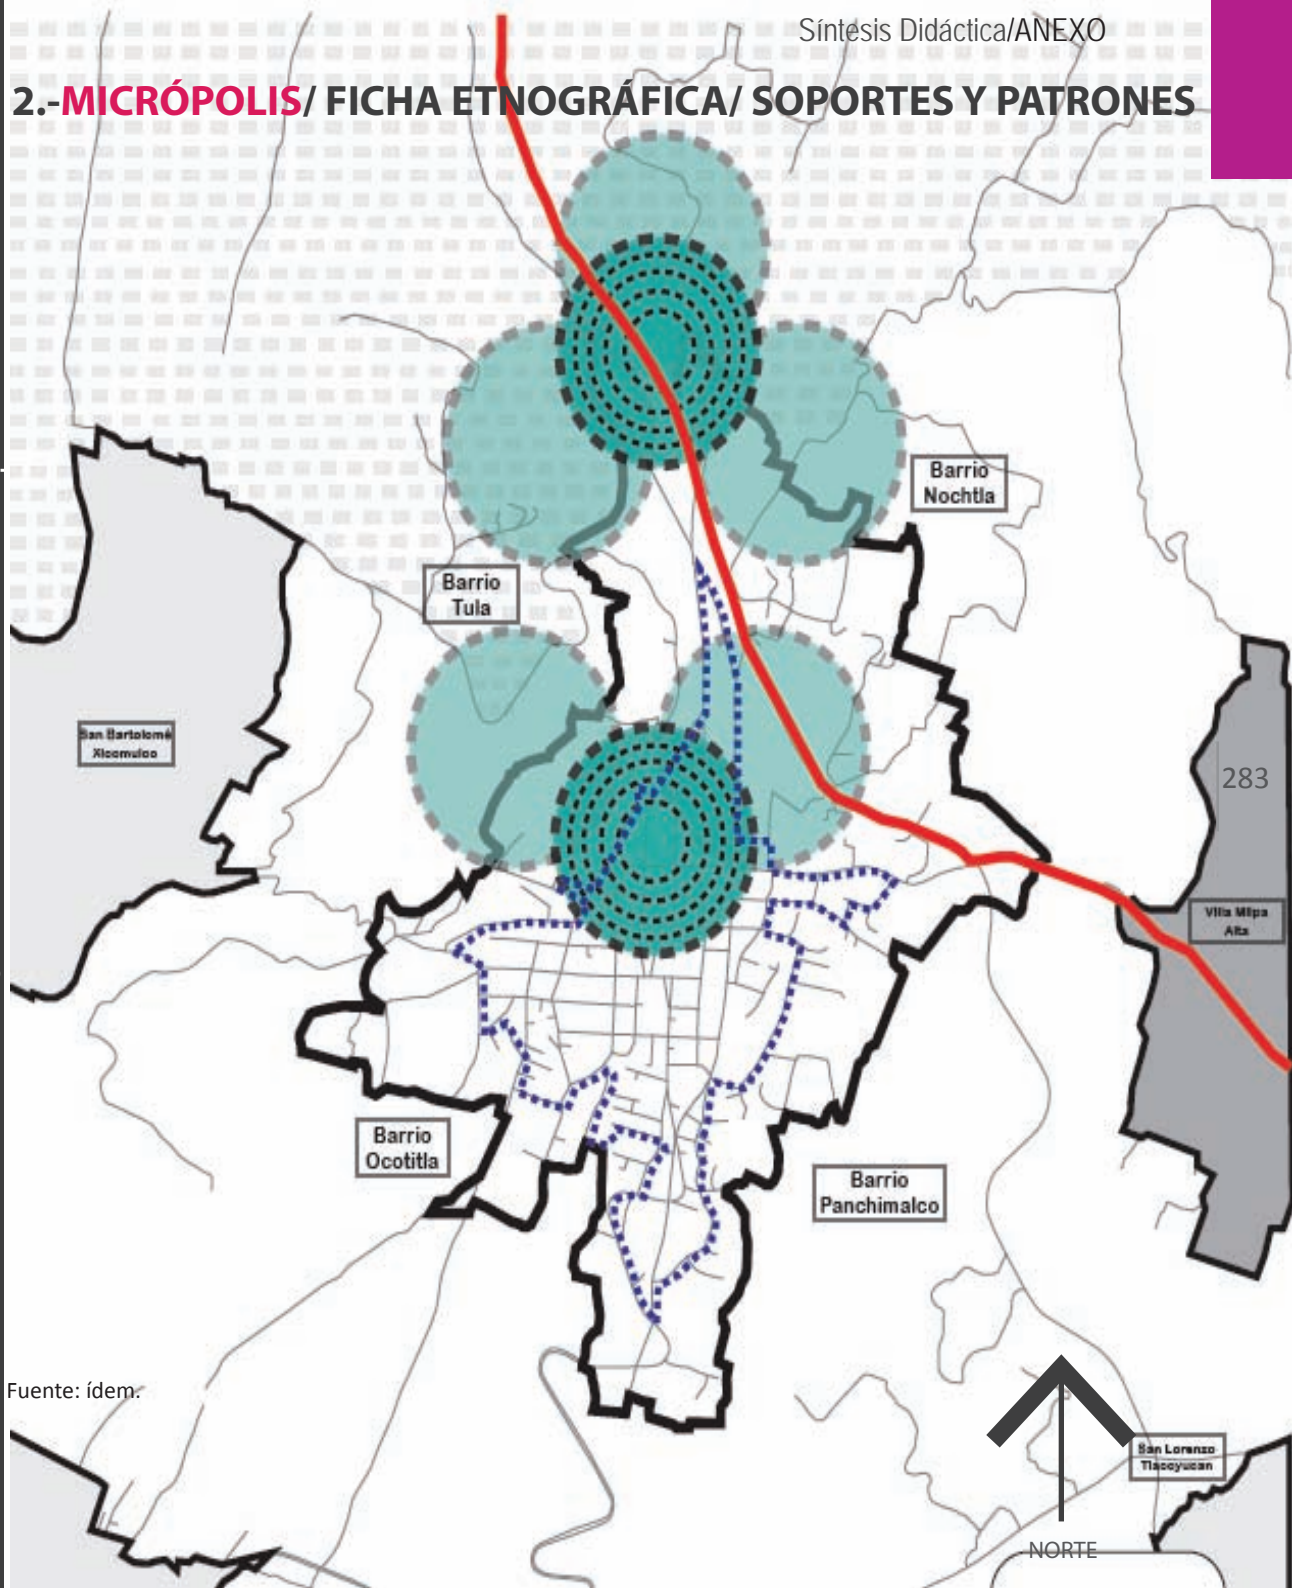 Síntesis Didáctica/ANEXO
2.-MICRÓPOLIS/ FICHA ETNOGRÁFICA/ SOPORTES Y PATRONES
Barrio
Nochtla
Barrio
Tula
San Bartolomé
Xicomulco
283
Villa Milpa
Alta
Barrio
Ocotitla
Barrio
Panchimalco
Fuente: ídem.
San Lorenzo
Tlacoyucan
NORTE